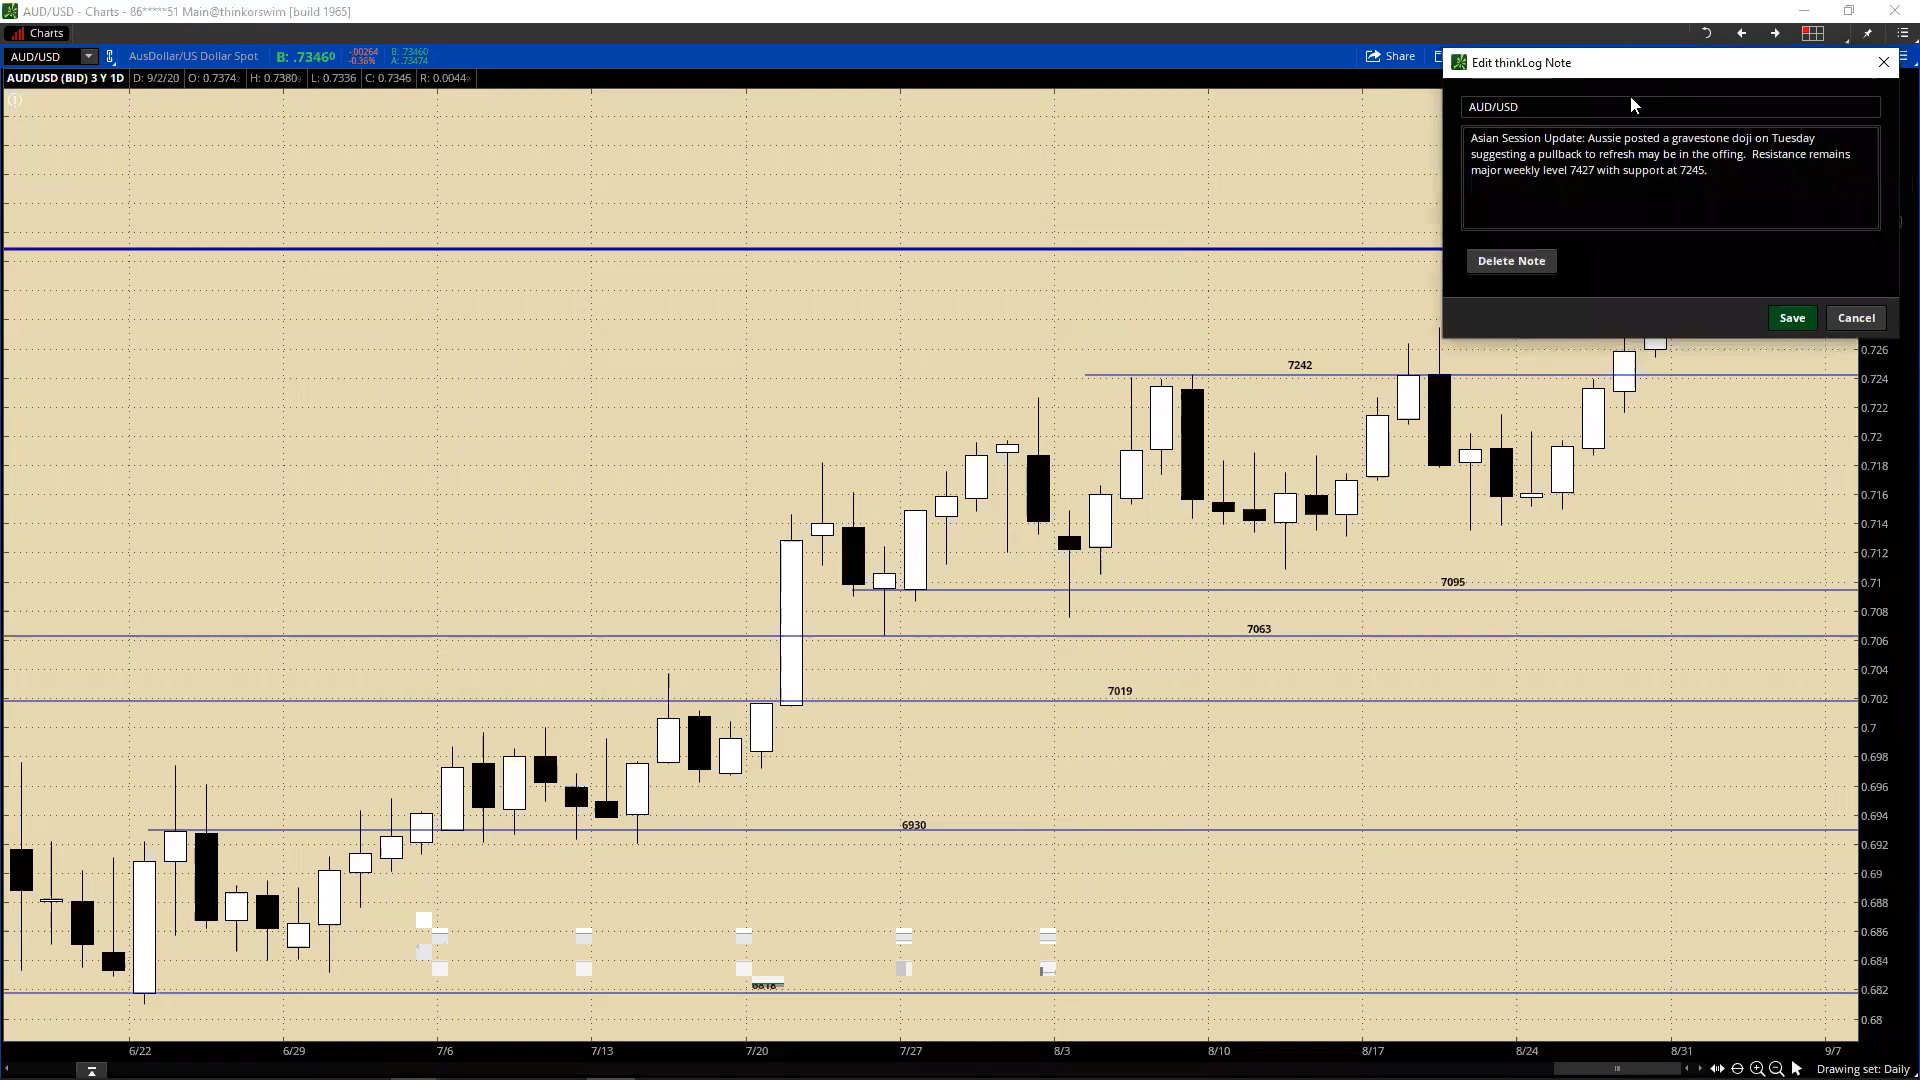 AUD/USD - Charts - 86*****51 Main@thinkorswim [build 1965]
Charts
AUD/USD
AusDollar/US Dollar Spot
B: .73460
-.00264
-0.36%
B: .73460
A: .73474
Share
AUD/USD (BID) 3 Y 1D
D: 9/2/20
O: 0.7374
H: 0.7380
L: 0.7336
C: 0.7346
R: 0.0044
Edit thinkLog Note
AUD/USD
Asian Session Update: Aussie posted a gravestone doji on Tuesday
suggesting a pullback to refresh may be in the offing. Resistance remains
major weekly level 7427 with support at 7245.
Delete Note
Save
Cancel
7242
7095
7063
7019
6930
6818
0.726
0.724
0.722
0.72
0.718
0.716
0.714
0.712
0.71
0.708
0.706
0.704
0.702
0.7
0.698
0.696
0.694
0.692
0.69
0.688
0.686
0.684
0.682
0.68
6/22
6/29
7/6
7/13
7/20
7/27
8/3
8/10
8/17
8/24
8/31
9/7
Drawing set: Daily